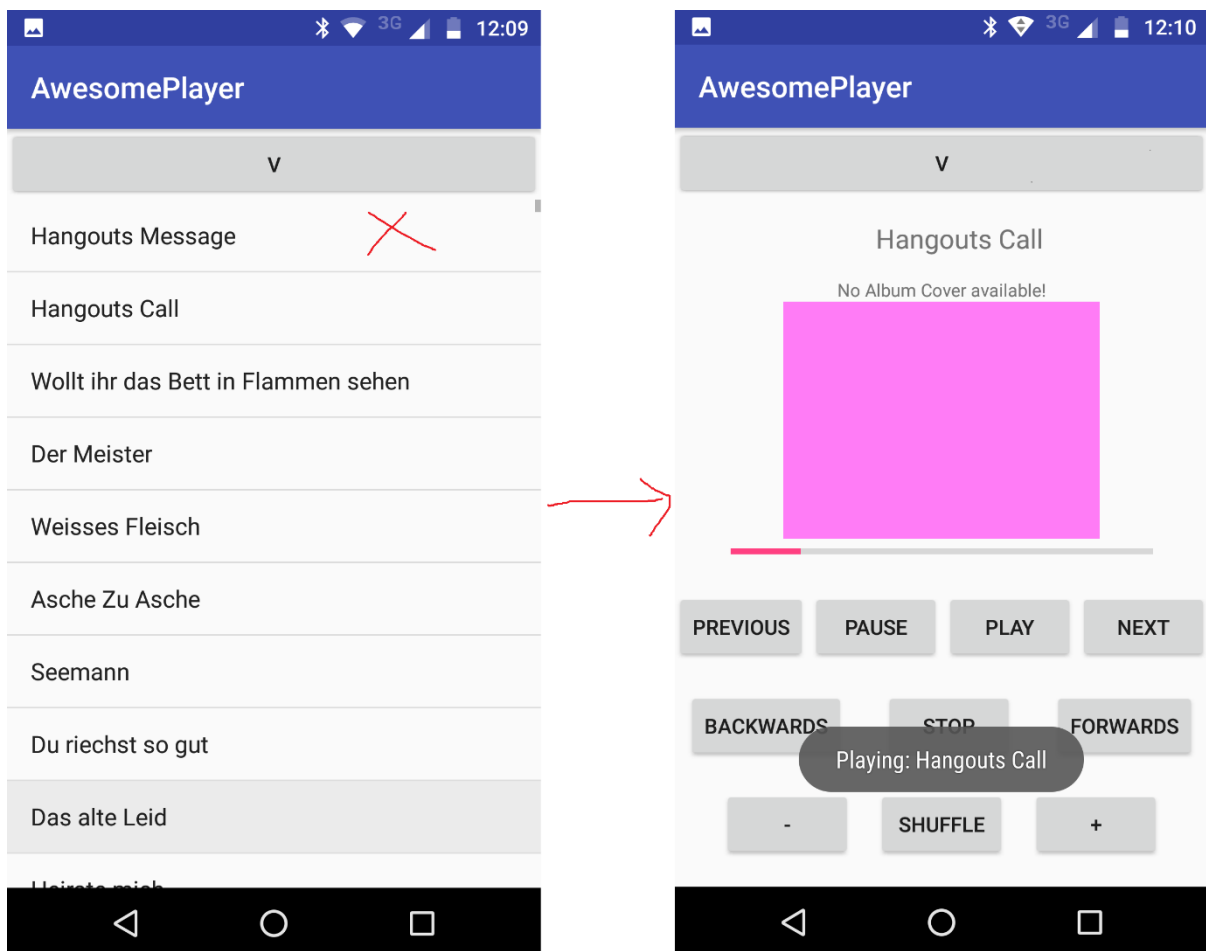 3G 12:09
AwesomePlayer
V
Hangouts Message
Hangouts Call
Wollt ihr das Bett in Flammen sehen
Der Meister
Weisses Fleisch
Asche Zu Asche
Seemann
Du riechst so gut
Das alte Leid
3G 12:10
AwesomePlayer
V
Hangouts Call
No Album Cover available!
PREVIOUS PAUSE PLAY NEXT
BACKWARDS STOP FORWARDS
Playing: Hangouts Call
- SHUFFLE +